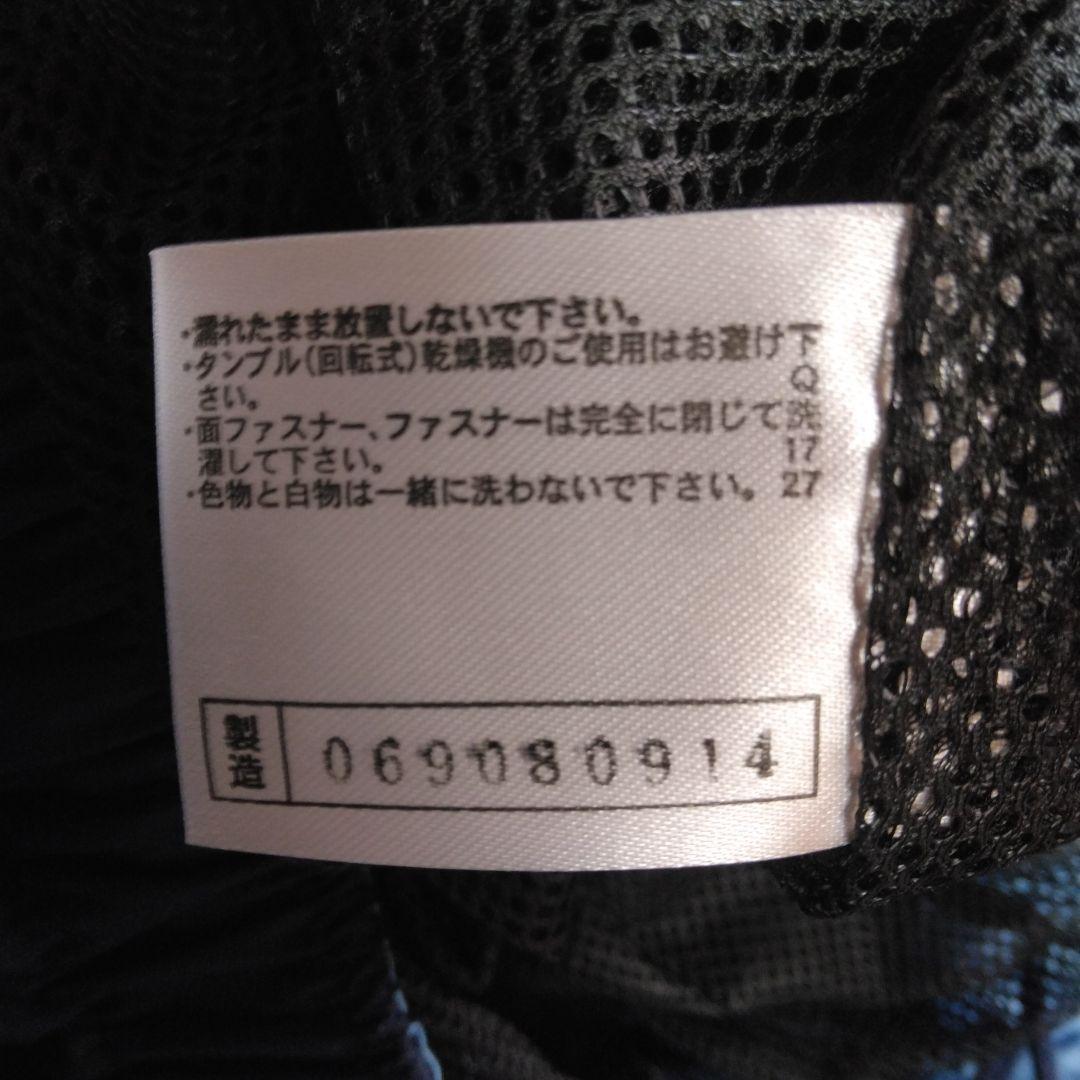 ・濡れたまま放置しないで下さい。
・タンブル(回転式)乾燥機のご使用はお避け下
さい。 Q
・面ファスナー、ファスナーは完全に閉じて洗
濯して下さい。 17
・色物と白物は一緒に洗わないで下さい。 27
製造 069080914